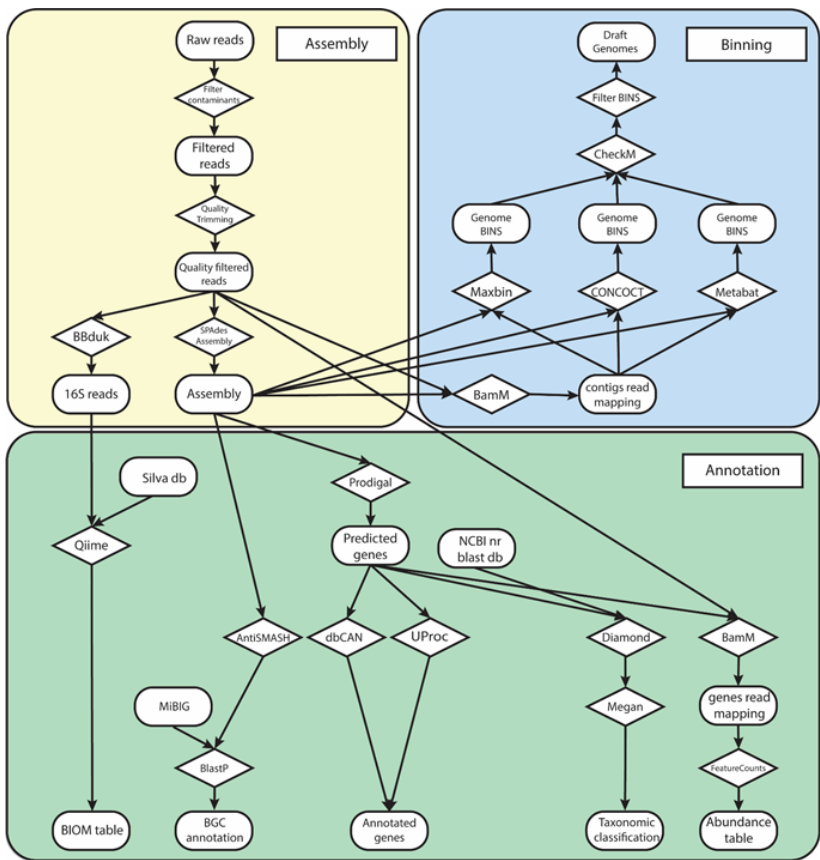 Raw reads
Assembly
Filter
contaminants
Filtered
reads
Quality
Trimming
Quality filtered
reads
BBduk
SPAdes
Assembly
16S reads
Assembly
Draft
Genomes
Binning
Filter BINS
CheckM
Genome
BINS
Genome
BINS
Genome
BINS
Maxbin
CONCOCT
Metabat
BamM
contigs read
mapping
Annotation
Silva db
Prodigal
Qiime
Predicted
genes
NCBI nr
blast db
AntiSMASH
dbCAN
UProc
Diamond
BamM
MiBIG
Megan
genes read
mapping
BlastP
FeatureCounts
BIOM table
BGC
annotation
Annotated
genes
Taxonomic
classification
Abundance
table